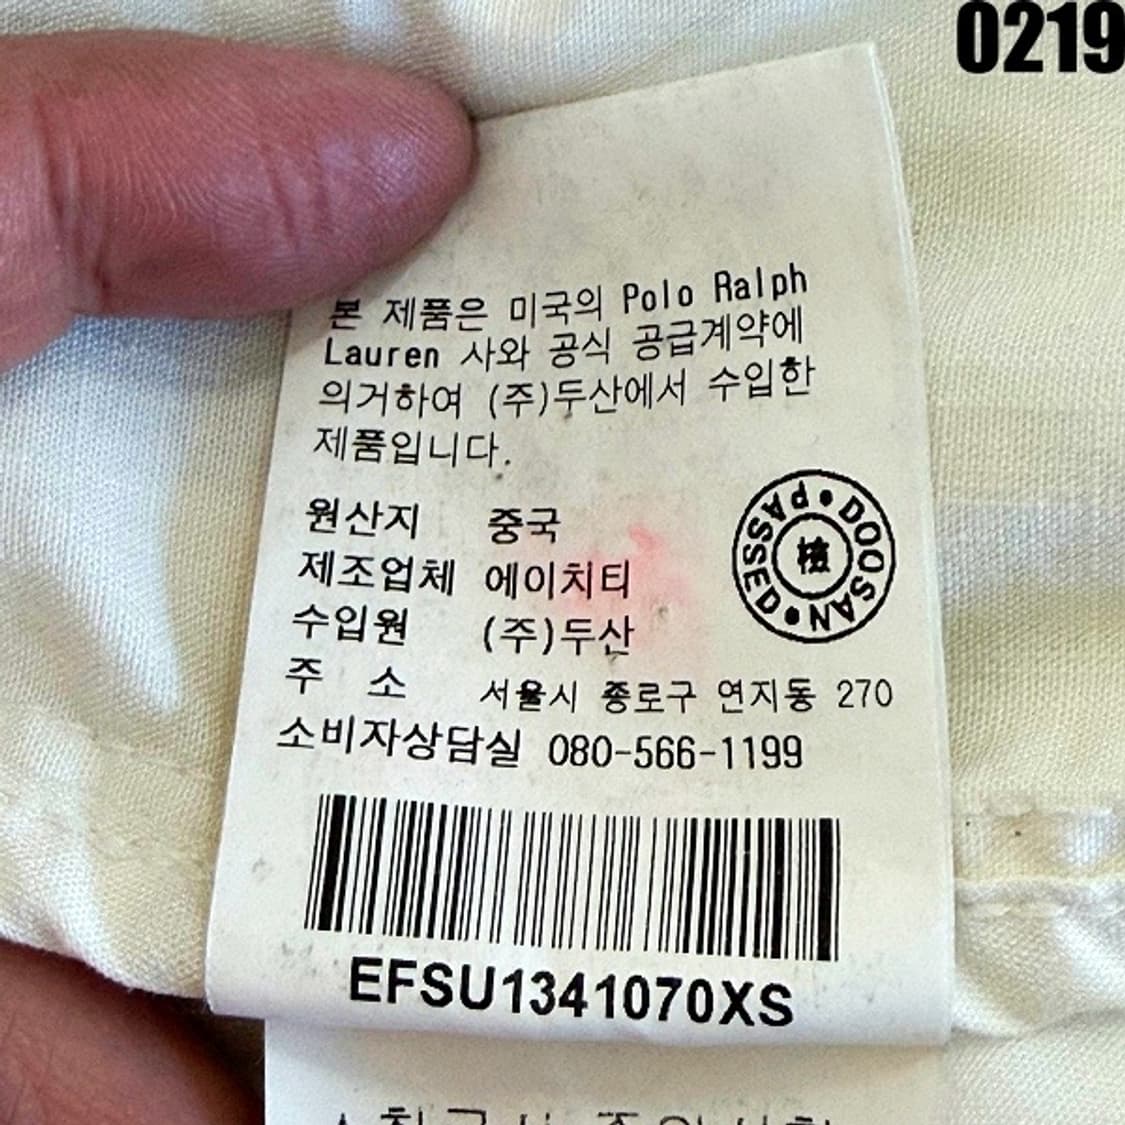 0219
본 제품은 미국의 Polo Ralph
Lauren 사와 공식 공급계약에
의거하여 (주)두산에서 수입한
제품입니다.
원산지 중국
제조업체 에이치티
수입원 (주)두산
주 소 서울시 종로구 연지동 270
소비자상담실 080-566-1199
PASSED • DOOSAN •
EFSU1341070XS